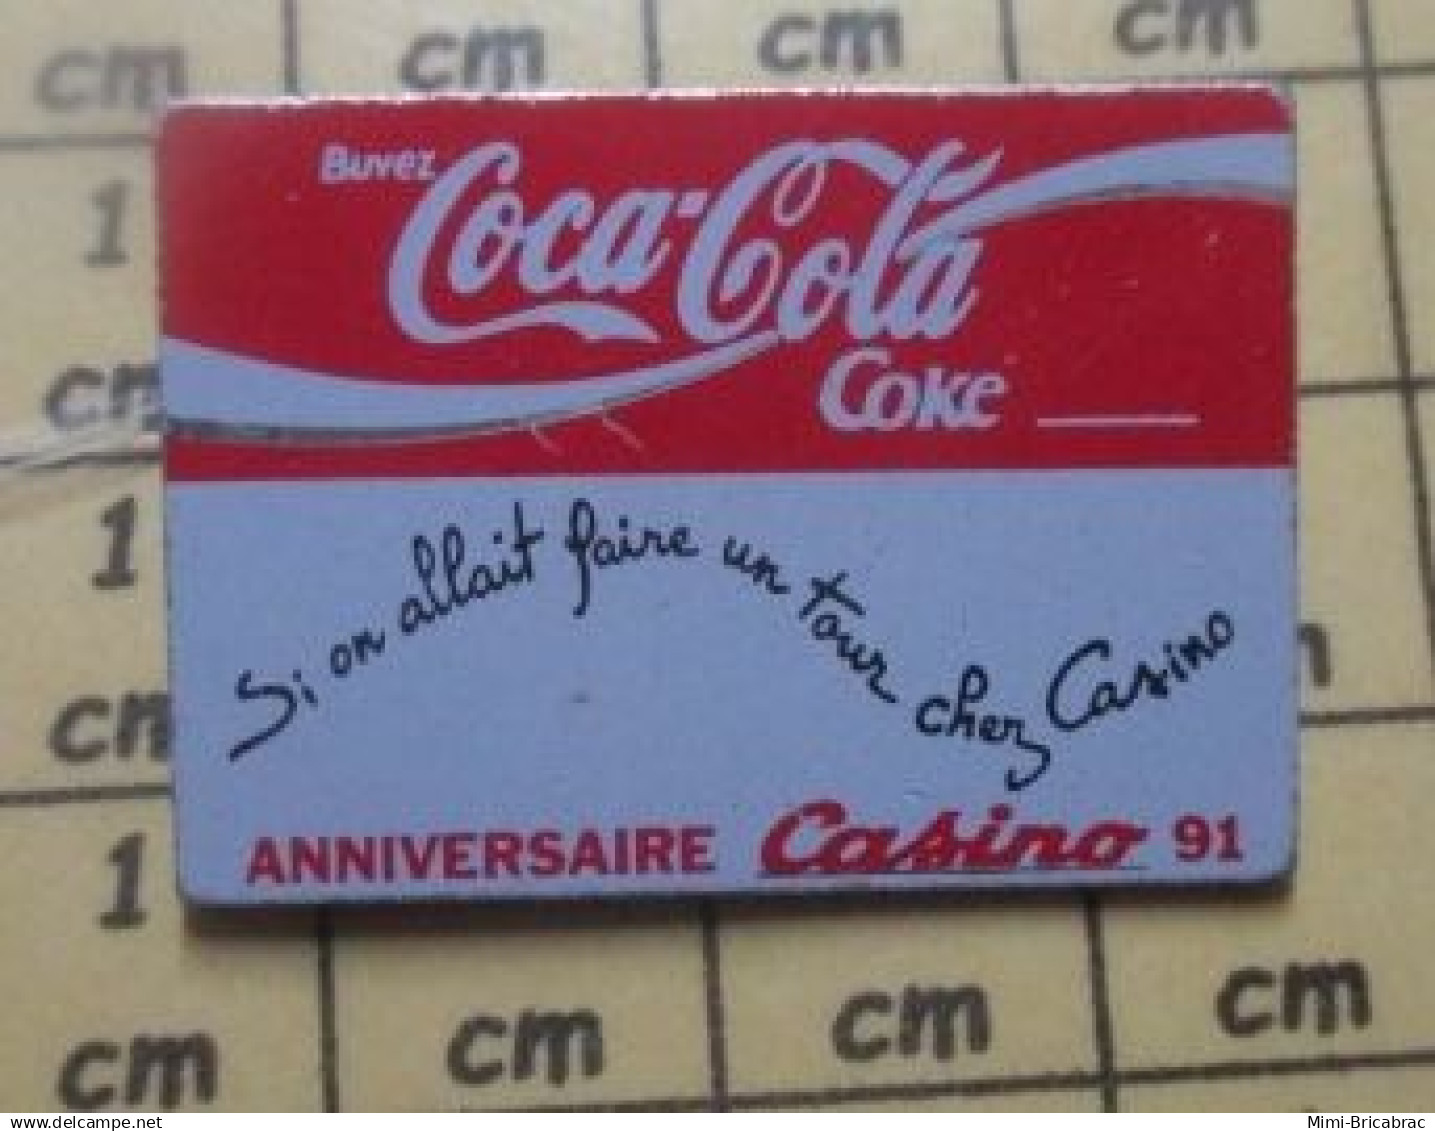 cm cm cm cm
1
Buvez
Coca-Cola
Coke
cm
1
Si on allait faire un tour chez Casino
cm
ANNIVERSAIRE Casino 91
1
cm cm cm cm
www.delcampe.net
Mimi-Bricabrac